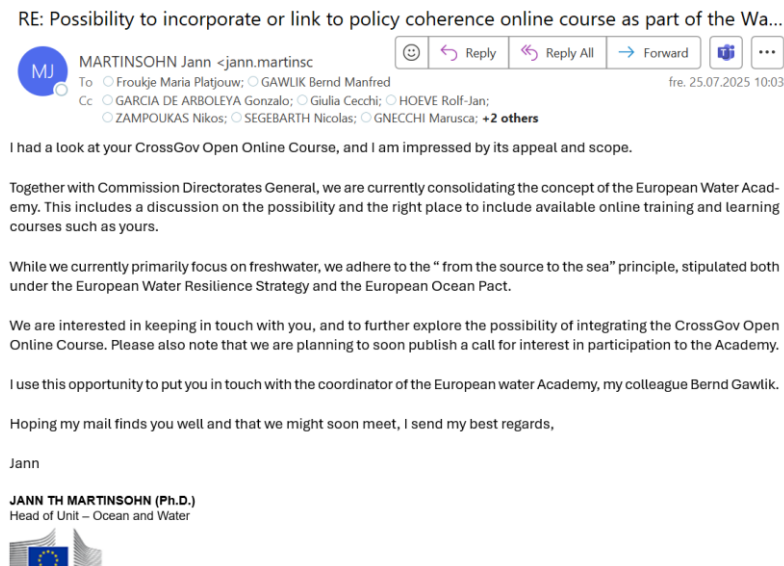 RE: Possibility to incorporate or link to policy coherence online course as part of the Wa...
MJ
MARTINSOHN Jann <jann.martinsc
Reply
Reply All
Forward
To Froukje Maria Platjouw; GAWLIK Bernd Manfred
fre. 25.07.2025 10:03
Cc GARCIA DE ARBOLEYA Gonzalo; Giulia Cecchi; HOEVE Rolf-Jan;
ZAMPOUKAS Nikos; SEGEBARTH Nicolas; GNECCHI Marusca; +2 others
I had a look at your CrossGov Open Online Course, and I am impressed by its appeal and scope.
Together with Commission Directorates General, we are currently consolidating the concept of the European Water Acad-
emy. This includes a discussion on the possibility and the right place to include available online training and learning
courses such as yours.
While we currently primarily focus on freshwater, we adhere to the “ from the source to the sea” principle, stipulated both
under the European Water Resilience Strategy and the European Ocean Pact.
We are interested in keeping in touch with you, and to further explore the possibility of integrating the CrossGov Open
Online Course. Please also note that we are planning to soon publish a call for interest in participation to the Academy.
I use this opportunity to put you in touch with the coordinator of the European water Academy, my colleague Bernd Gawlik.
Hoping my mail finds you well and that we might soon meet, I send my best regards,
Jann
JANN TH MARTINSOHN (Ph.D.)
Head of Unit – Ocean and Water